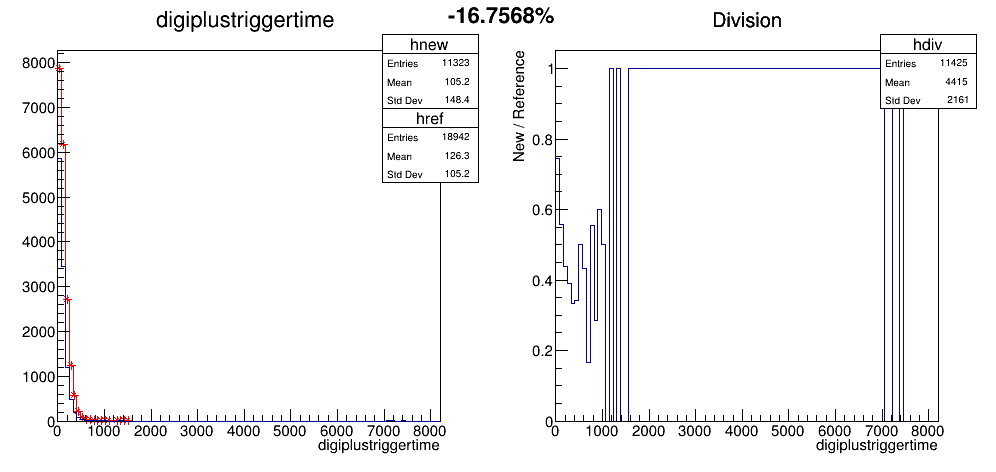 -16.7568%
digiplustriggertime
hnew
Entries 11323
Mean 105.2
Std Dev 148.4
href
Entries 18942
Mean 126.3
Std Dev 105.2
8000
7000
6000
5000
4000
3000
2000
1000
0
0 1000 2000 3000 4000 5000 6000 7000 8000
digiplustriggertime
Division
hdiv
Entries 11425
Mean 4415
Std Dev 2161
New / Reference
1
0.8
0.6
0.4
0.2
0
0 1000 2000 3000 4000 5000 6000 7000 8000
digiplustriggertime